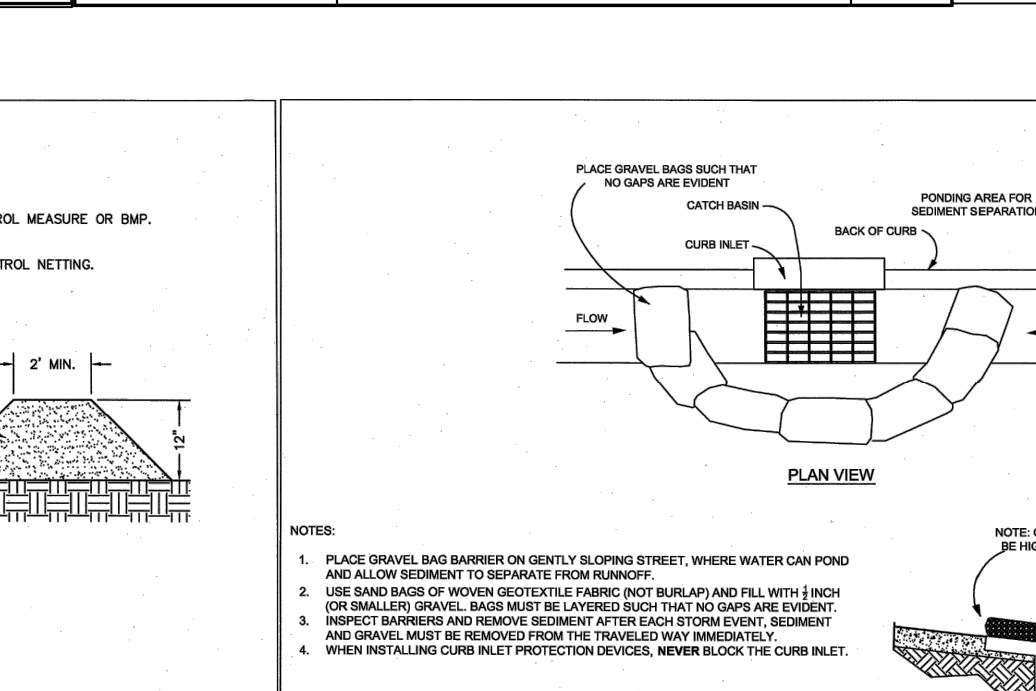 ROL MEASURE OR BMP.
TROL NETTING.
2' MIN.
12"
PLACE GRAVEL BAGS SUCH THAT
NO GAPS ARE EVIDENT
CATCH BASIN
CURB INLET
BACK OF CURB
PONDING AREA FOR
SEDIMENT SEPARATION
FLOW
PLAN VIEW
NOTES:
1. PLACE GRAVEL BAG BARRIER ON GENTLY SLOPING STREET, WHERE WATER CAN POND
AND ALLOW SEDIMENT TO SEPARATE FROM RUNNOFF.
2. USE SAND BAGS OF WOVEN GEOTEXTILE FABRIC (NOT BURLAP) AND FILL WITH ½ INCH
(OR SMALLER) GRAVEL. BAGS MUST BE LAYERED SUCH THAT NO GAPS ARE EVIDENT.
3. INSPECT BARRIERS AND REMOVE SEDIMENT AFTER EACH STORM EVENT, SEDIMENT
AND GRAVEL MUST BE REMOVED FROM THE TRAVELED WAY IMMEDIATELY.
4. WHEN INSTALLING CURB INLET PROTECTION DEVICES, NEVER BLOCK THE CURB INLET.
NOTE:
BE